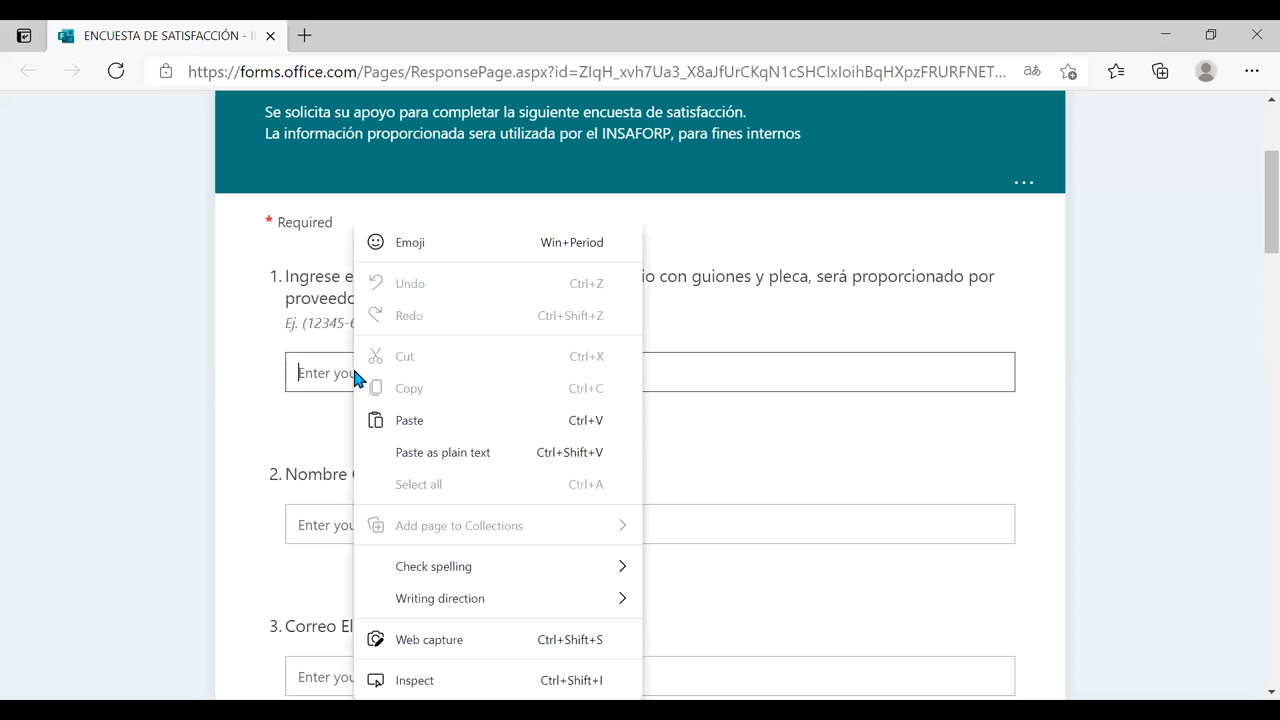 ENCUESTA DE SATISFACCIÓN - I
https://forms.office.com/Pages/ResponsePage.aspx?id=ZIqH_xvh7Ua3_X8aJfUrCKqN1cSHCIxIoihBqHXpzFRURFNET...
Se solicita su apoyo para completar la siguiente encuesta de satisfacción.
La información proporcionada sera utilizada por el INSAFORP, para fines internos
...
* Required
1. Ingrese e
io con guiones y pleca, será proporcionado por
proveedo
Ej. (12345-6
Enter you
2. Nombre
Enter you
3. Correo El
Enter you
Emoji Win+Period
Undo Ctrl+Z
Redo Ctrl+Shift+Z
Cut Ctrl+X
Copy Ctrl+C
Paste Ctrl+V
Paste as plain text Ctrl+Shift+V
Select all Ctrl+A
Add page to Collections
Check spelling
Writing direction
Web capture Ctrl+Shift+S
Inspect Ctrl+Shift+I